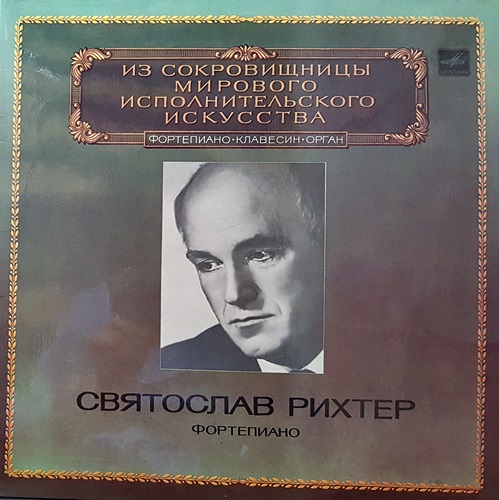 ИЗ СОКРОВИЩНИЦЫ
МИРОВОГО
ИСПОЛНИТЕЛЬСКОГО
ИСКУССТВА
ФОРТЕПИАНО·КЛАВЕСИН·ОРГАН
СВЯТОСЛАВ РИХТЕР
ФОРТЕПИАНО